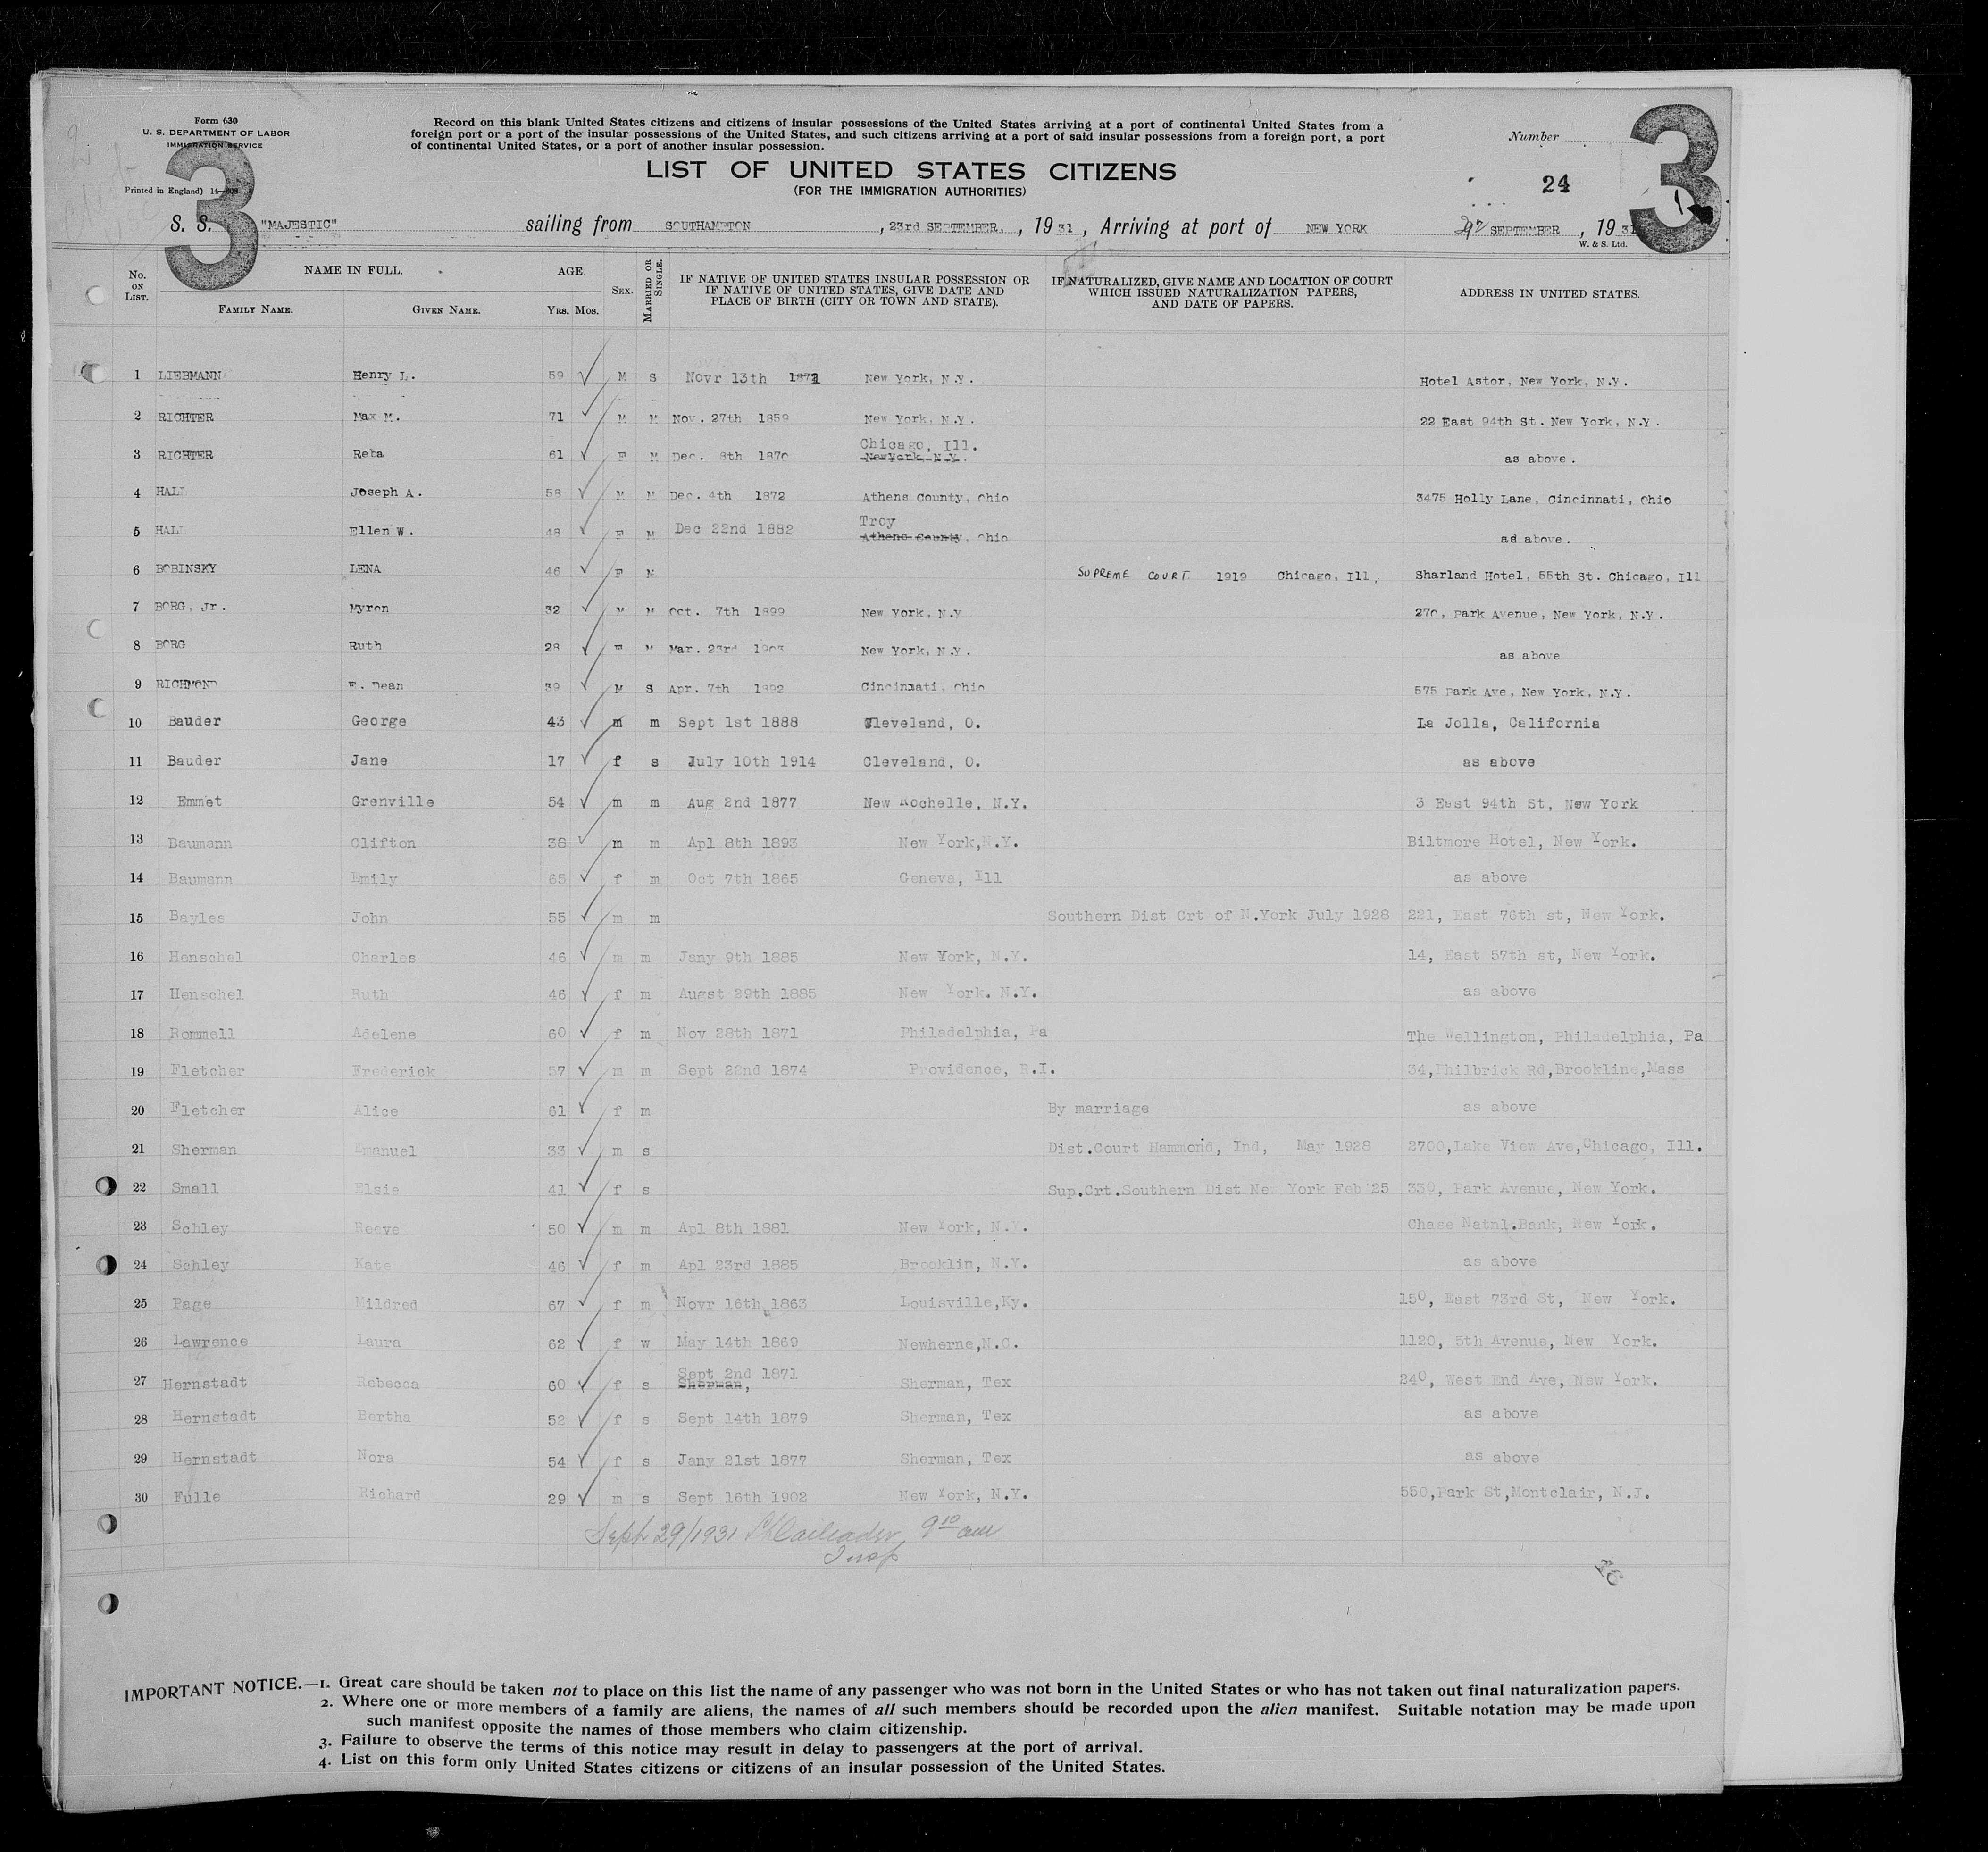 Form 630
U. S. DEPARTMENT OF LABOR
IMMIGRATION SERVICE
Printed in England) 14—
3
Record on this blank United States citizens and citizens of insular possessions of the United States arriving at a port of continental United States from a
foreign port or a port of the insular possessions of the United States, and such citizens arriving at a port of said insular possessions from a foreign port, a port
of continental United States, or a port of another insular possession.
Number
3
LIST OF UNITED STATES CITIZENS
(FOR THE IMMIGRATION AUTHORITIES)
24
S. S. "MAJESTIC" sailing from SOUTHAMPTON , 23rd SEPTEMBER, , 19 31 , Arriving at port of NEW YORK SEPTEMBER , 19 31
W. & S. Ltd.
No. ON LIST. NAME IN FULL. FAMILY NAME. GIVEN NAME. AGE. YRS. MOS. SEX. MARRIED OR SINGLE. IF NATIVE OF UNITED STATES INSULAR POSSESSION OR IF NATIVE OF UNITED STATES, GIVE DATE AND PLACE OF BIRTH (CITY OR TOWN AND STATE). IF NATURALIZED, GIVE NAME AND LOCATION OF COURT WHICH ISSUED NATURALIZATION PAPERS, AND DATE OF PAPERS. ADDRESS IN UNITED STATES.
1 LIEBMANN Henry L. 59 M S Novr 13th 1871 New York, N.Y. Hotel Astor, New York, N.Y.
2 RICHTER Max M. 71 M M Nov. 27th 1859 New York, N.Y. 22 East 94th St. New York, N.Y.
3 RICHTER Reba 61 F M Dec. 8th 1870 Chicago, Ill. NewYork, N.Y. as above.
4 HALL Joseph A. 58 M M Dec. 4th 1872 Athens County, Ohio 3475 Holly Lane, Cincinnati, Ohio
5 HALL Ellen W. 48 F M Dec 22nd 1882 Troy Athens County, Ohio ad above.
6 BOBINSKY LENA 46 F M SUPREME COURT 1919 Chicago, Ill, Sharland Hotel, 55th St. Chicago, Ill
7 BORG, Jr. Myron 32 M M Oct. 7th 1899 New York, N.Y 270, Park Avenue, New York, N.Y.
8 BORG Ruth 28 F M Mar. 23rd 1903 New York, N.Y. as above
9 RICHMOND E. Dean 39 M S Apr. 7th 1892 Cincinnati, Ohio 575 Park Ave, New York, N.Y.
10 Bauder George 43 m m Sept 1st 1888 Cleveland, O. La Jolla, California
11 Bauder Jane 17 f s July 10th 1914 Cleveland, O. as above
12 Emmet Grenville 54 m m Aug 2nd 1877 New Rochelle, N.Y. 3 East 94th St, New York
13 Baumann Clifton 38 m m Apl 8th 1893 New York,N.Y. Biltmore Hotel, New York.
14 Baumann Emily 65 f m Oct 7th 1865 Geneva, Ill as above
15 Bayles John 55 m m Southern Dist Crt of N.York July 1928 221, East 76th st, New York.
16 Henschel Charles 46 m m Jany 9th 1885 New York, N.Y. 14, East 57th st, New York.
17 Henschel Ruth 46 f m Augst 29th 1885 New York. N.Y. as above
18 Rommell Adelene 60 f m Nov 28th 1871 Philadelphia, Pa The Wellington, Philadelphia, Pa
19 Fletcher Frederick 57 m m Sept 22nd 1874 Providence, R.I. 34,Philbrick Rd,Brookline,Mass
20 Fletcher Alice 61 f m By marriage as above
21 Sherman Emanuel 33 m s Dist.Court Hammond, Ind, May 1928 2700,Lake View Ave,Chicago, Ill.
22 Small Elsie 41 f s Sup.Crt.Southern Dist New York Feb'25 330, Park Avenue, New York.
23 Schley Reeve 50 m m Apl 8th 1881 New York, N.Y. Chase Natnl.Bank, New York.
24 Schley Kate 46 f m Apl 23rd 1885 Brooklin, N.Y. as above
25 Page Mildred 67 f m Novr 16th 1863 Louisville,Ky. 150, East 73rd St, New York.
26 Lawrence Laura 62 f w May 14th 1869 Newherne,N.C. 1120, 5th Avenue, New York.
27 Hernstadt Rebecca 60 f s Sept 2nd 1871 Sherman, Sherman, Tex 240, West End Ave, New York.
28 Hernstadt Bertha 52 f s Sept 14th 1879 Sherman, Tex as above
29 Hernstadt Nora 54 f s Jany 21st 1877 Sherman, Tex as above
30 Fulle Richard 29 m s Sept 16th 1902 New York, N.Y. 550,Park St,Montclair, N.J.
Sept 29/1931 9 10 am
Insp
IMPORTANT NOTICE.—1. Great care should be taken not to place on this list the name of any passenger who was not born in the United States or who has not taken out final naturalization papers.
2. Where one or more members of a family are aliens, the names of all such members should be recorded upon the alien manifest. Suitable notation may be made upon
such manifest opposite the names of those members who claim citizenship.
3. Failure to observe the terms of this notice may result in delay to passengers at the port of arrival.
4. List on this form only United States citizens or citizens of an insular possession of the United States.